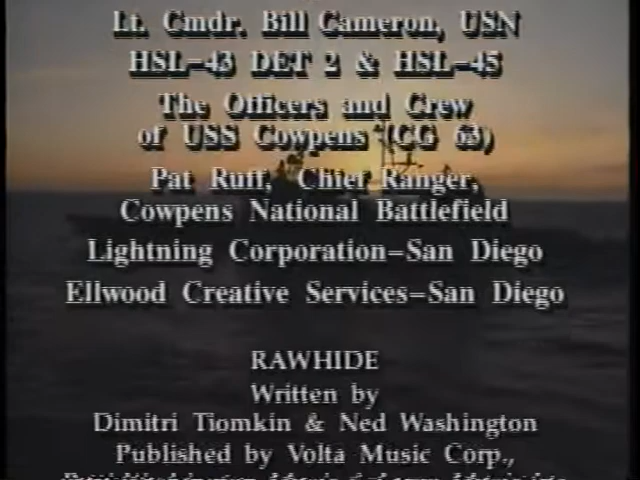 Lt. Cmdr. Bill Cameron, USN
HSL-43 DET 2 & HSL-45
The Officers and Crew
of USS Cowpens (CG 63)
Pat Ruff, Chief Ranger,
Cowpens National Battlefield
Lightning Corporation-San Diego
Ellwood Creative Services-San Diego
RAWHIDE
Written by
Dimitri Tiomkin & Ned Washington
Published by Volta Music Corp.,